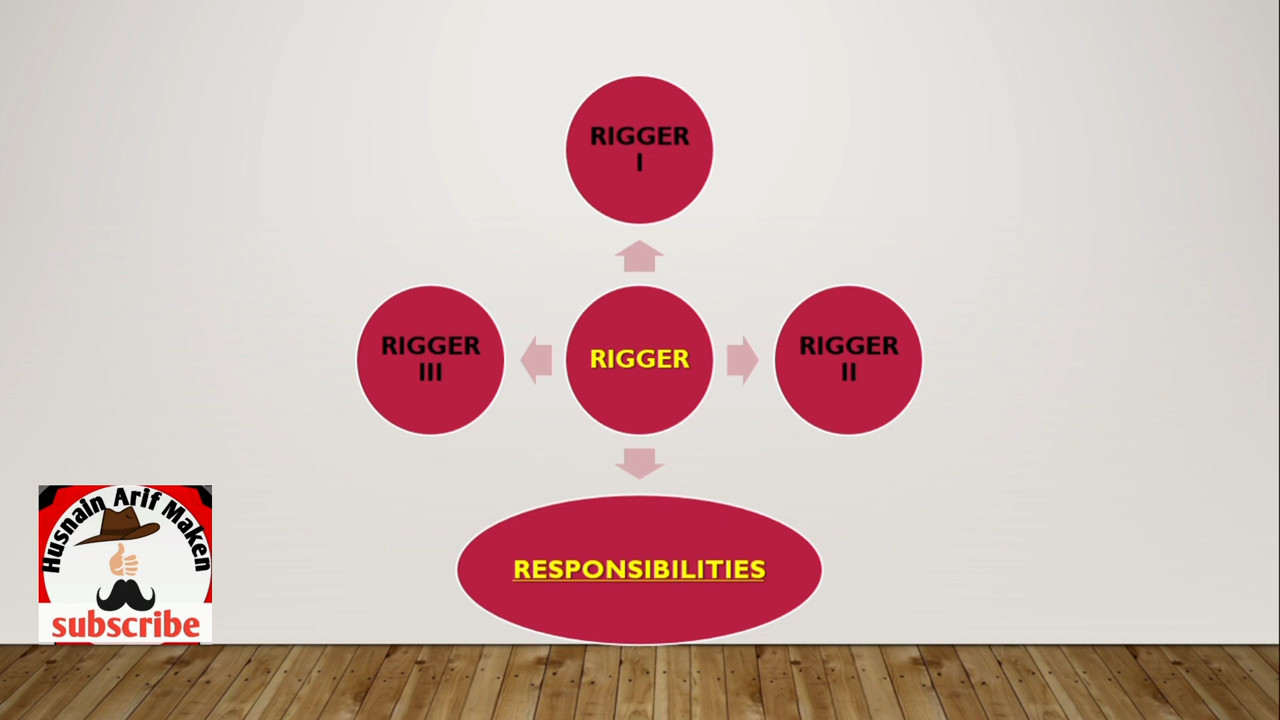 RIGGER
I
RIGGER
III
RIGGER
RIGGER
II
RESPONSIBILITIES
Husnain Arif Maken
subscribe